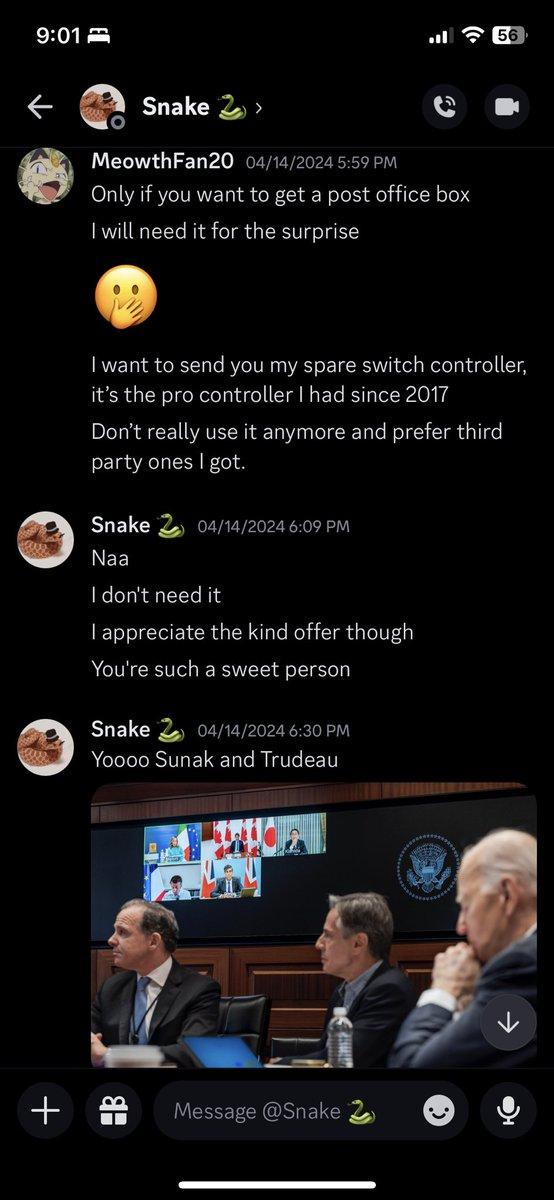 9:01
56
Snake
MeowthFan20 04/14/2024 5:59 PM
Only if you want to get a post office box
I will need it for the surprise
I want to send you my spare switch controller,
it’s the pro controller I had since 2017
Don’t really use it anymore and prefer third
party ones I got.
Snake 04/14/2024 6:09 PM
Naa
I don't need it
I appreciate the kind offer though
You're such a sweet person
Snake 04/14/2024 6:30 PM
Yoooo Sunak and Trudeau
Message @Snake